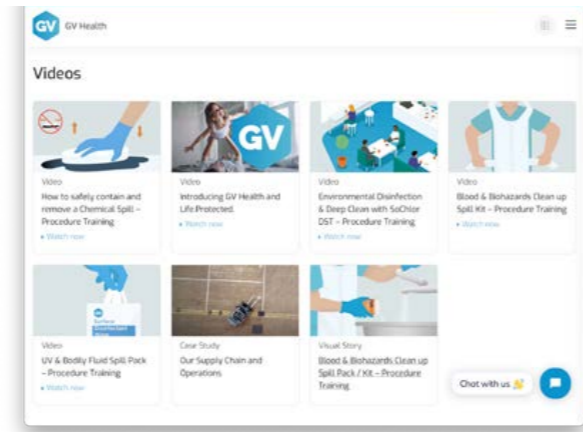 GV
GV Health
Videos
GV
Video
Video
Video
Video
How to safely contain and
remove a Chemical Spill –
Procedure Training
Introducing GV Health and
Life.Protected.
Environmental Disinfection
& Deep Clean with SoChlor
DST – Procedure Training
Blood & Biohazards Clean up
Spill Kit – Procedure Training
Watch now
Watch now
Watch now
Watch now
Surface
Disinfectant
Wipe
Video
Case Study
Visual Story
UV & Bodily Fluid Spill Pack
– Procedure Training
Our Supply Chain and
Operations
Blood & Biohazards Clean up
Spill Pack / Kit – Procedure
Training
Watch now
Chat with us 👋